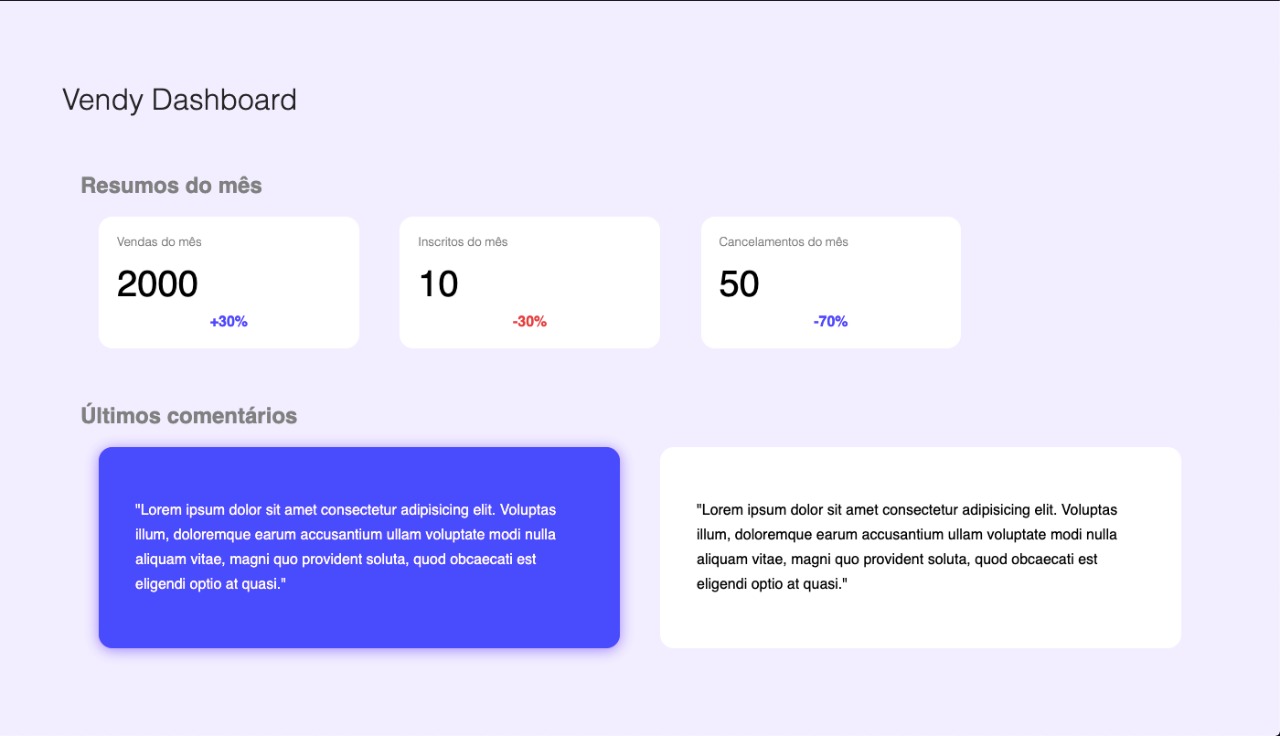 Vendy Dashboard
Resumos do mês
Vendas do mês
2000
+30%
Inscritos do mês
10
-30%
Cancelamentos do mês
50
-70%
Últimos comentários
"Lorem ipsum dolor sit amet consectetur adipisicing elit. Voluptas
illum, doloremque earum accusantium ullam voluptate modi nulla
aliquam vitae, magni quo provident soluta, quod obcaecati est
eligendi optio at quasi."
"Lorem ipsum dolor sit amet consectetur adipisicing elit. Voluptas
illum, doloremque earum accusantium ullam voluptate modi nulla
aliquam vitae, magni quo provident soluta, quod obcaecati est
eligendi optio at quasi."